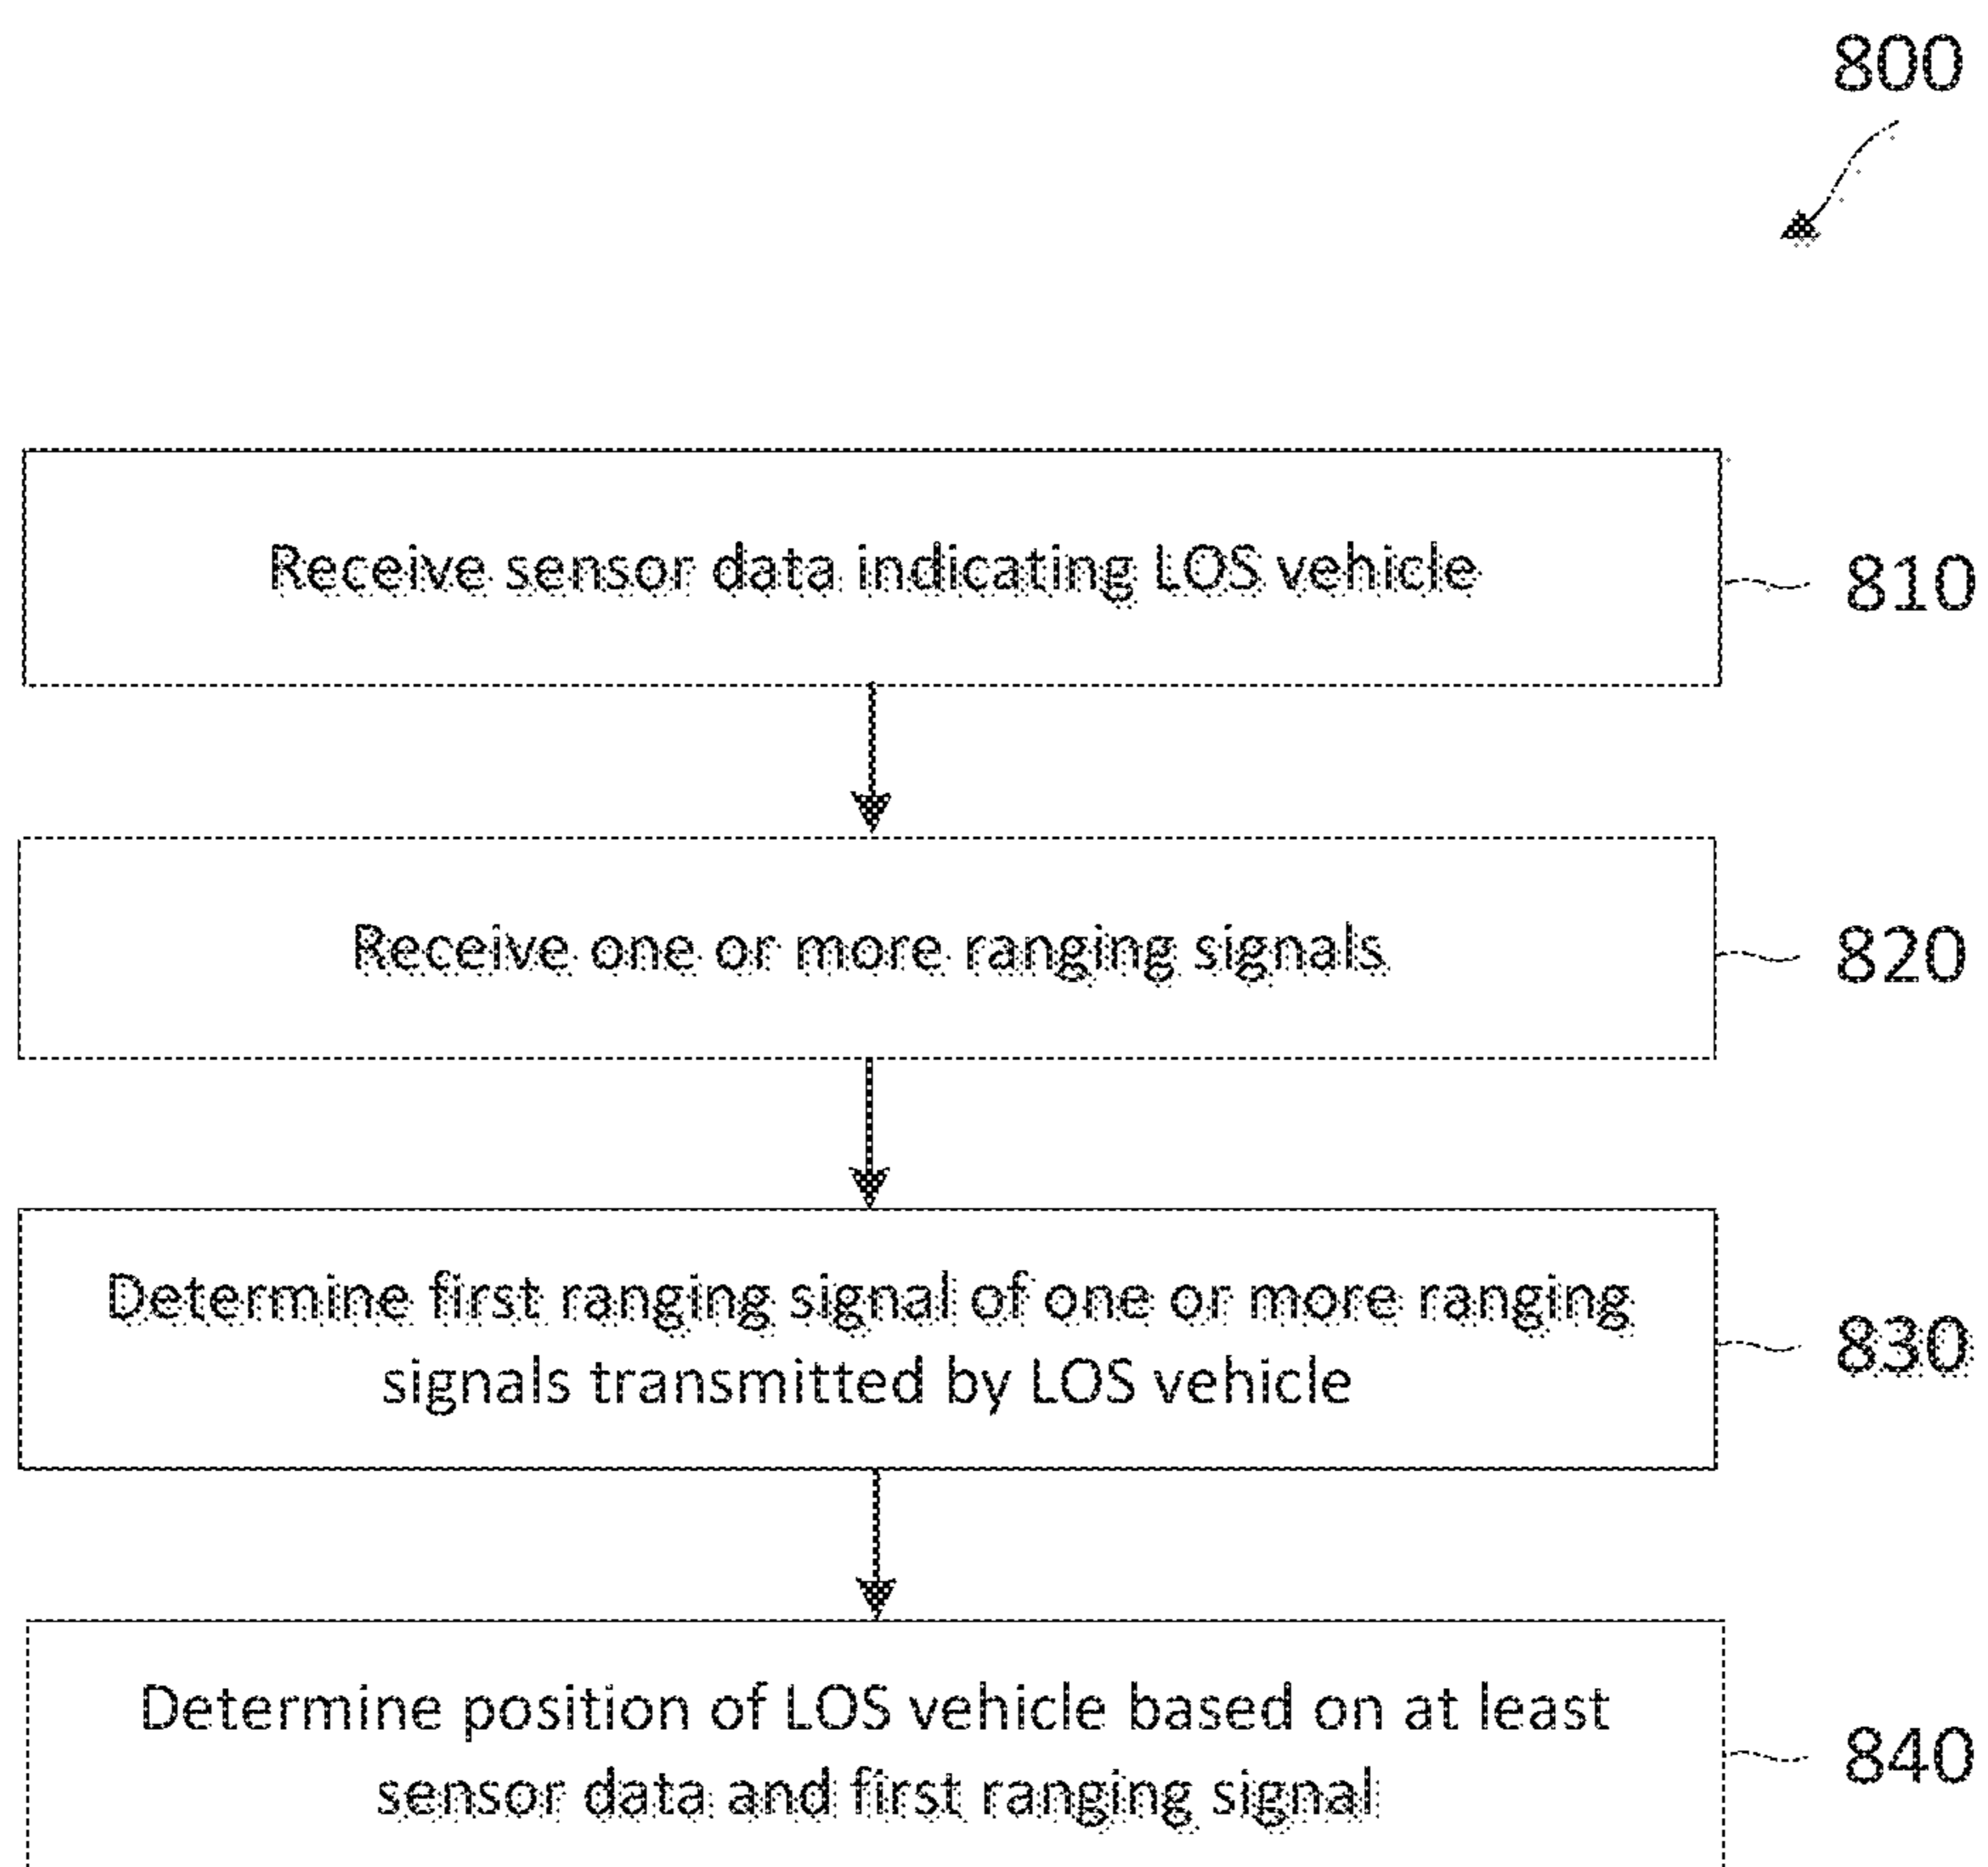 800
Receive sensor data indicating LOS vehicle
810
Receive one or more ranging signals
820
Determine first ranging signal of one or more ranging
signals transmitted by LOS vehicle
830
Determine position of LOS vehicle based on at least
sensor data and first ranging signal
840